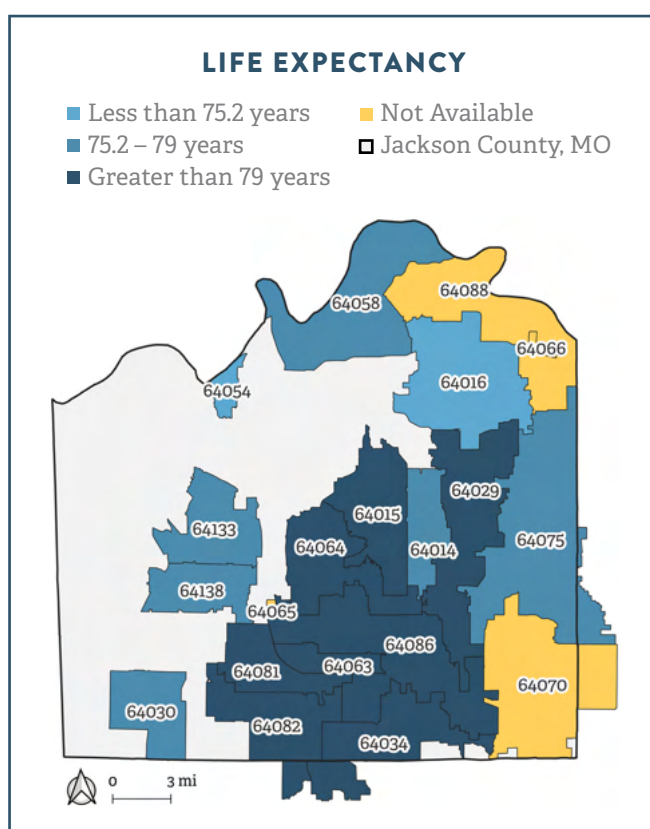 LIFE EXPECTANCY
Less than 75.2 years
Not Available
75.2 – 79 years
Jackson County, MO
Greater than 79 years
64058
64088
64066
64016
64054
64029
64015
64133
64064
64014
64075
64138
64065
64086
64063
64081
64070
64030
64082
64034
0 3 mi